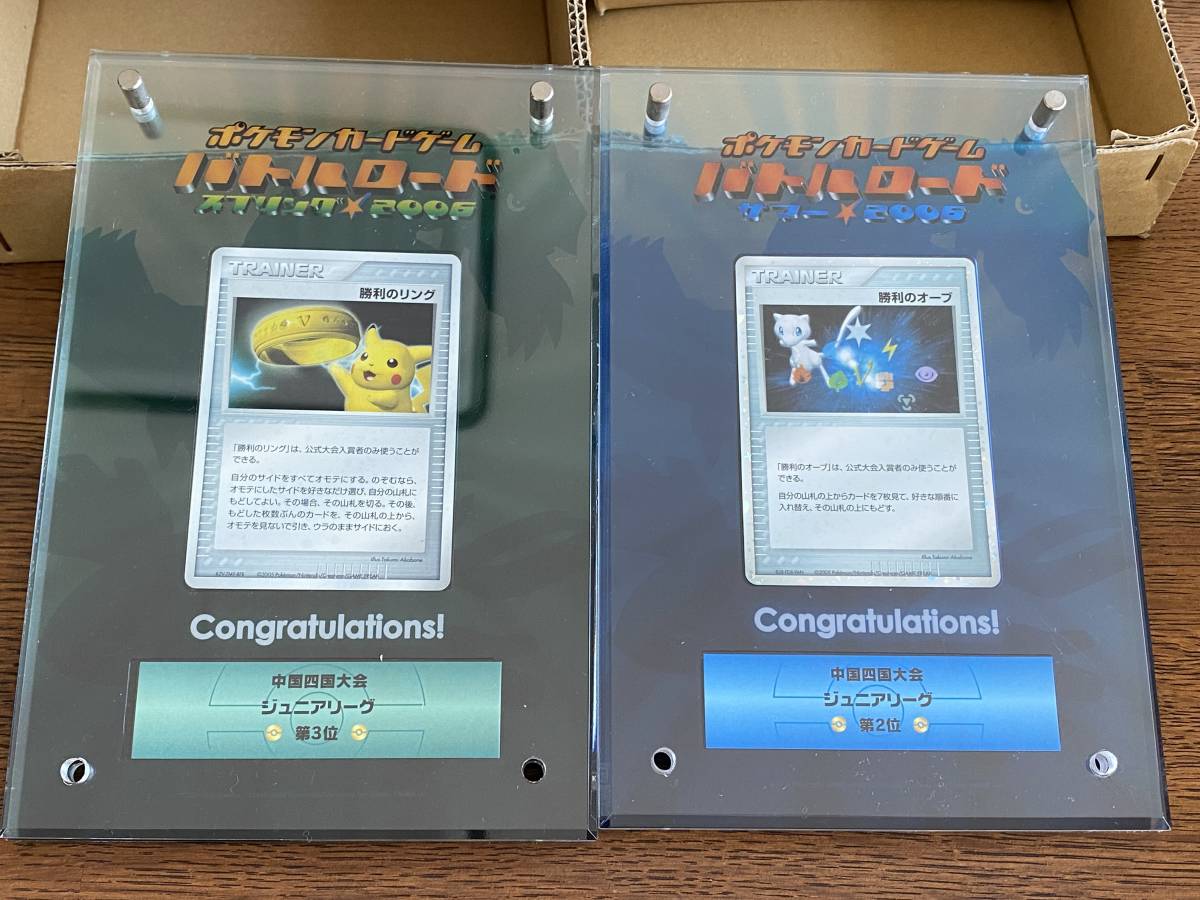 ポケモンカードゲーム
バトルロード
スプリング★2006
TRAINER
勝利のリング
「勝利のリング」は、公式大会入賞者のみ使うことが
できる。
自分のサイドをすべてオモテにする。のぞむなら、
オモテにしたサイドを好きなだけ選び、自分の山札に
もどしてよい。その場合、その山札を切る。その後、
もどした枚数ぶんのカードを、その山札の上から、
オモテを見ないで引き、ウラのままサイドにおく。
illus.Takumi Akabane
©2005 Pokémon/Nintendo/Creatures/GAME FREAK
Congratulations!
中国四国大会
ジュニアリーグ
第3位
ポケモンカードゲーム
バトルロード
サマー★2006
TRAINER
勝利のオーブ
「勝利のオーブ」は、公式大会入賞者のみ使うことが
できる。
自分の山札の上からカードを7枚見て、好きな順番に
入れ替え、その山札の上にもどす。
illus.Takumi Akabane
Congratulations!
中国四国大会
ジュニアリーグ
第2位